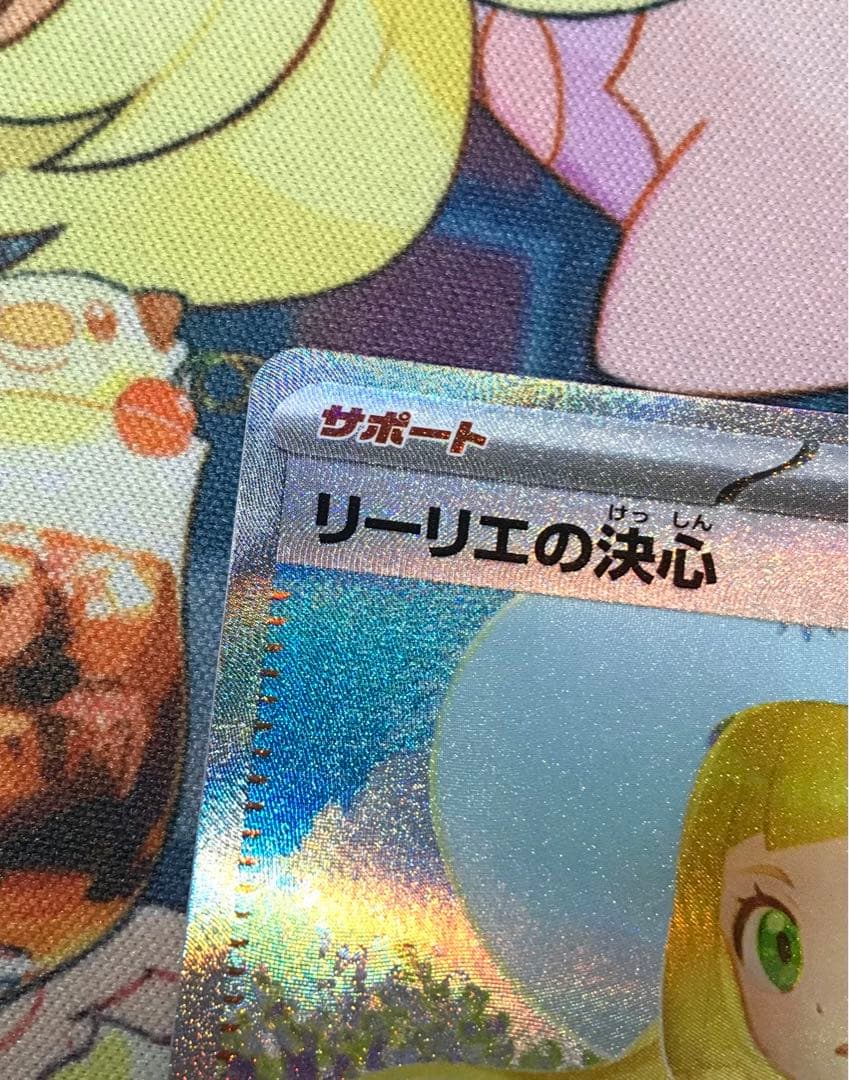 サポート
けっ しん
リーリエの決心